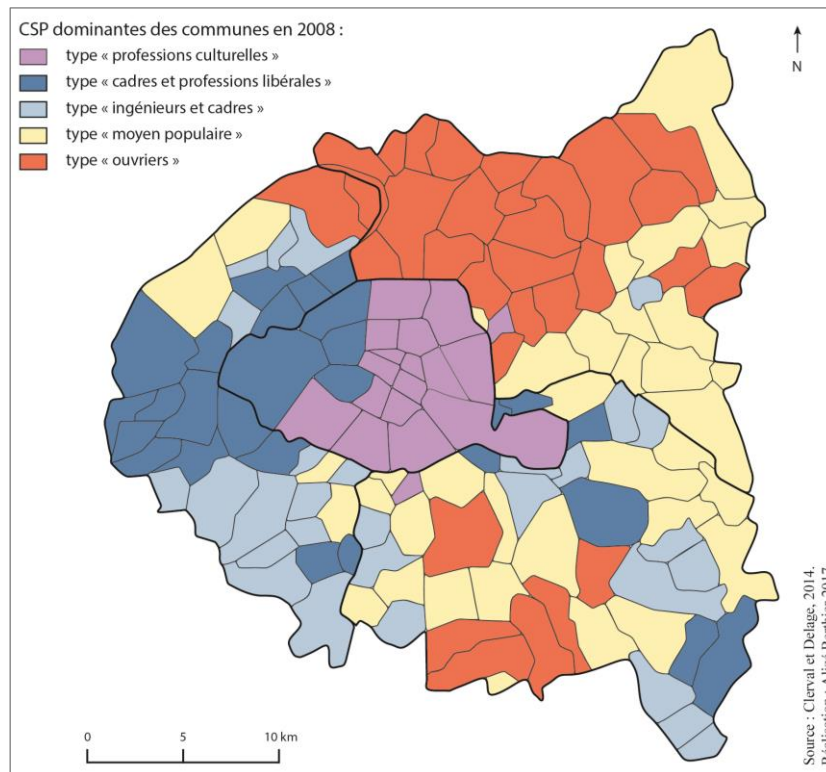 CSP dominantes des communes en 2008 :
type « professions culturelles »
type « cadres et professions libérales »
type « ingénieurs et cadres »
type « moyen populaire »
type « ouvriers »
N
0 5 10 km
Source : Clerval et Delage, 2014.